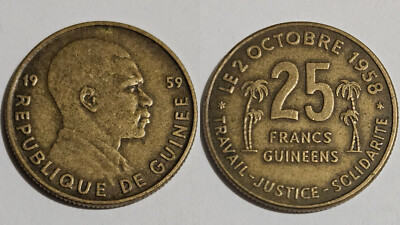 19 59
REPUBLIQUE DE GUINEE
LE 2 OCTOBRE 1958
25
FRANCS
GUINEENS
TRAVAIL - JUSTICE - SOLIDARITE